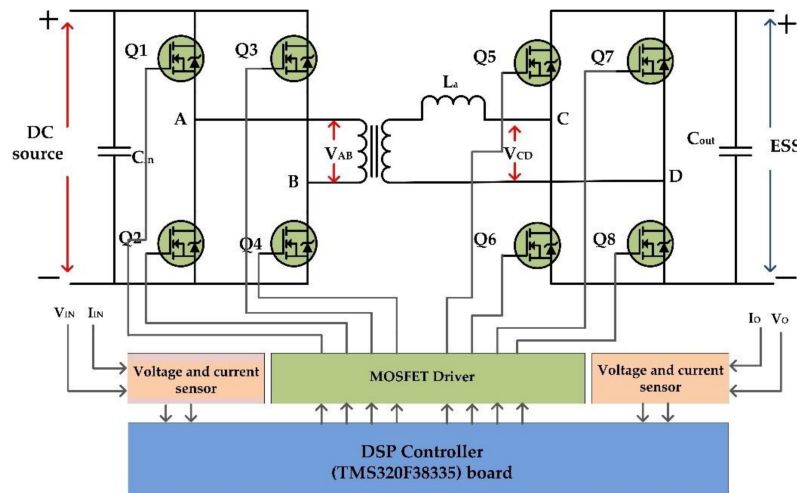 +
+
Q1
Q3
Q5
Q7
La
A
C
DC
source
Cin
VAB
VCD
Cout
ESS
B
D
Q2
Q4
Q6
Q8
−
−
VIN
IIN
IO
VO
Voltage and current
sensor
MOSFET Driver
Voltage and current
sensor
DSP Controller
(TMS320F38335) board